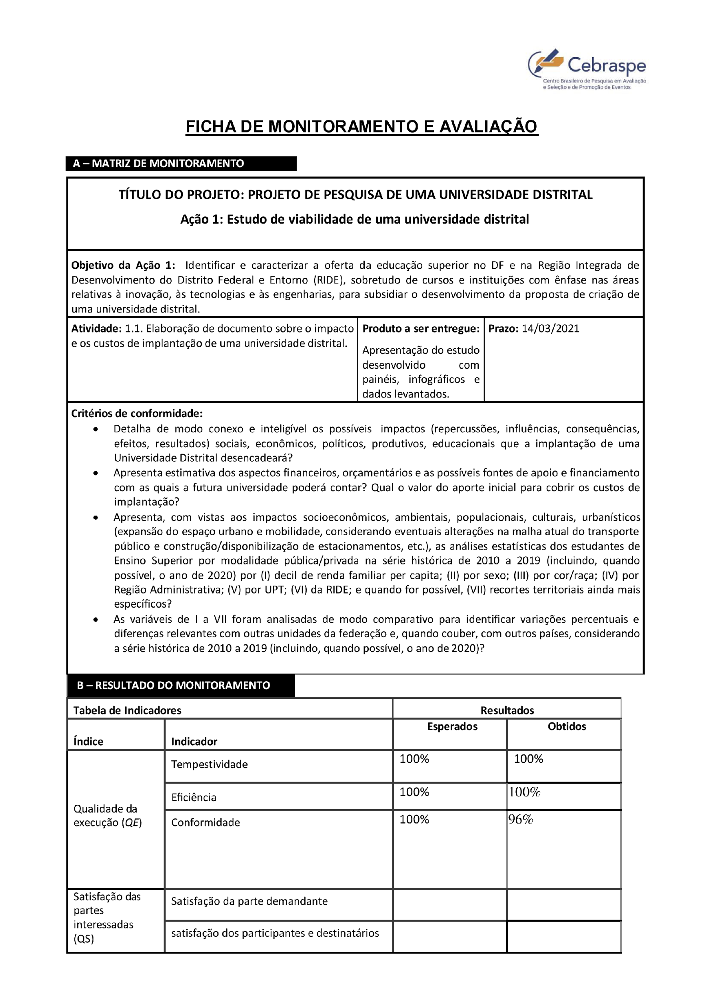 Cebraspe
Centro Brasileiro de Pesquisa em Avaliação
e Seleção e de Promoção de Eventos
FICHA DE MONITORAMENTO E AVALIAÇÃO
A – MATRIZ DE MONITORAMENTO
TÍTULO DO PROJETO: PROJETO DE PESQUISA DE UMA UNIVERSIDADE DISTRITAL
Ação 1: Estudo de viabilidade de uma universidade distrital
Objetivo da Ação 1: Identificar e caracterizar a oferta da educação superior no DF e na Região Integrada de
Desenvolvimento do Distrito Federal e Entorno (RIDE), sobretudo de cursos e instituições com ênfase nas áreas
relativas à inovação, às tecnologias e às engenharias, para subsidiar o desenvolvimento da proposta de criação de
uma universidade distrital.
Atividade: 1.1. Elaboração de documento sobre o impacto
e os custos de implantação de uma universidade distrital.
Produto a ser entregue:
Apresentação do estudo
desenvolvido com
painéis, infográficos e
dados levantados.
Prazo: 14/03/2021
Critérios de conformidade:
• Detalha de modo conexo e inteligível os possíveis impactos (repercussões, influências, consequências,
efeitos, resultados) sociais, econômicos, políticos, produtivos, educacionais que a implantação de uma
Universidade Distrital desencadeará?
• Apresenta estimativa dos aspectos financeiros, orçamentários e as possíveis fontes de apoio e financiamento
com as quais a futura universidade poderá contar? Qual o valor do aporte inicial para cobrir os custos de
implantação?
• Apresenta, com vistas aos impactos socioeconômicos, ambientais, populacionais, culturais, urbanísticos
(expansão do espaço urbano e mobilidade, considerando eventuais alterações na malha atual do transporte
público e construção/disponibilização de estacionamentos, etc.), as análises estatísticas dos estudantes de
Ensino Superior por modalidade pública/privada na série histórica de 2010 a 2019 (incluindo, quando
possível, o ano de 2020) por (I) decil de renda familiar per capita; (II) por sexo; (III) por cor/raça; (IV) por
Região Administrativa; (V) por UPT; (VI) da RIDE; e quando for possível, (VII) recortes territoriais ainda mais
específicos?
• As variáveis de I a VII foram analisadas de modo comparativo para identificar variações percentuais e
diferenças relevantes com outras unidades da federação e, quando couber, com outros países, considerando
a série histórica de 2010 a 2019 (incluindo, quando possível, o ano de 2020)?
B – RESULTADO DO MONITORAMENTO
Tabela de Indicadores Resultados
Esperados Obtidos
Índice Indicador
Tempestividade 100% 100%
Eficiência 100% 100%
Qualidade da
execução (QE)
Conformidade 100% 96%
Satisfação das
partes
interessadas
(QS)
Satisfação da parte demandante
satisfação dos participantes e destinatários